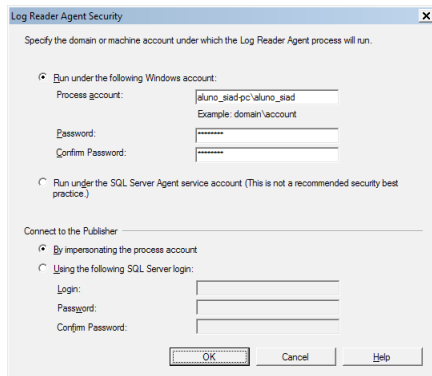 Log Reader Agent Security
Specify the domain or machine account under which the Log Reader Agent process will run.
Run under the following Windows account:
Process account:
aluno_siad-pc\aluno_siad
Example: domain\account
Password:
********
Confirm Password:
********
Run under the SQL Server Agent service account (This is not a recommended security best
practice.)
Connect to the Publisher
By impersonating the process account
Using the following SQL Server login:
Login:
Password:
Confirm Password:
OK
Cancel
Help